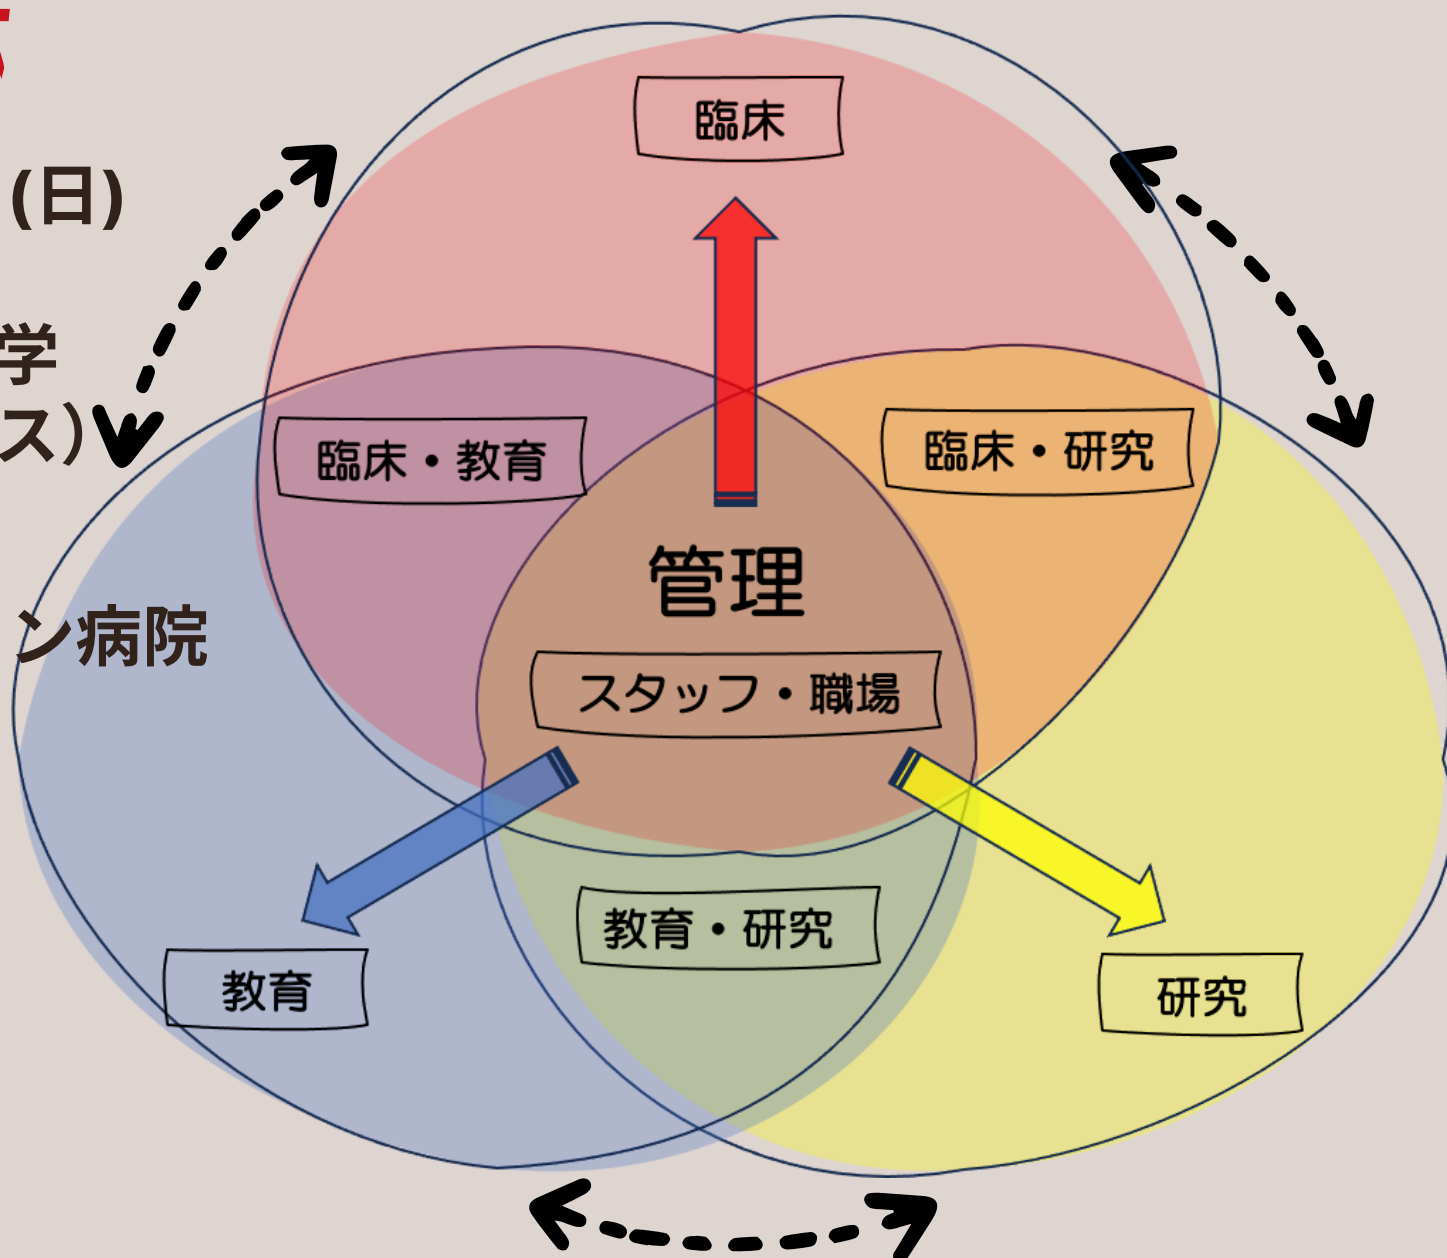 (日)
臨床
学
ス）
臨床・教育
臨床・研究
管理
ン病院
スタッフ・職場
教育・研究
教育
研究